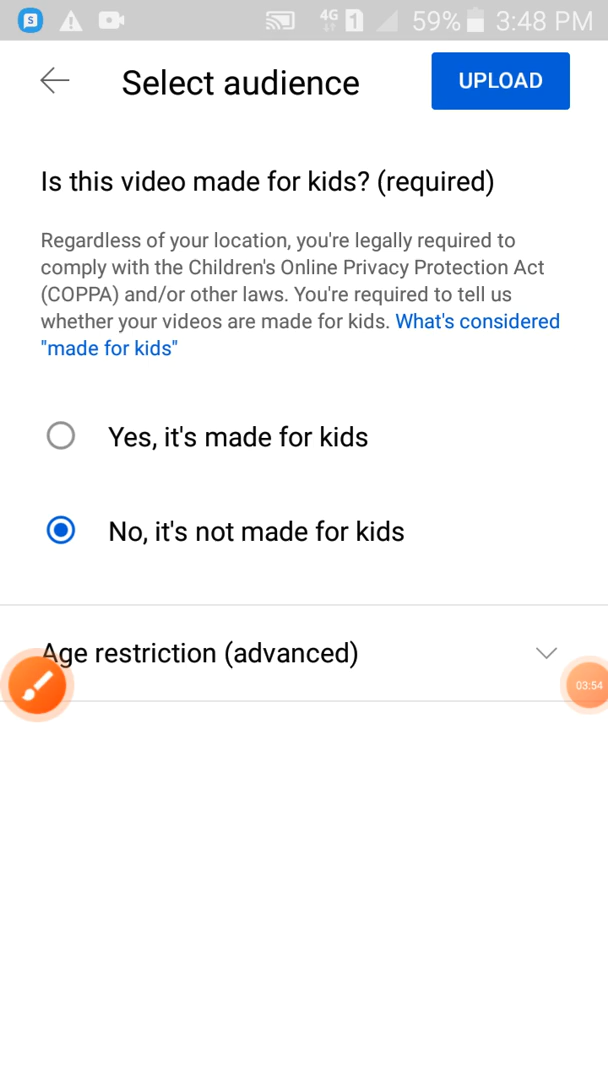 S 4G 1 59% 3:48 PM
Select audience
UPLOAD
Is this video made for kids? (required)
Regardless of your location, you're legally required to
comply with the Children's Online Privacy Protection Act
(COPPA) and/or other laws. You're required to tell us
whether your videos are made for kids. What's considered
"made for kids"
Yes, it's made for kids
No, it's not made for kids
Age restriction (advanced)
03:54